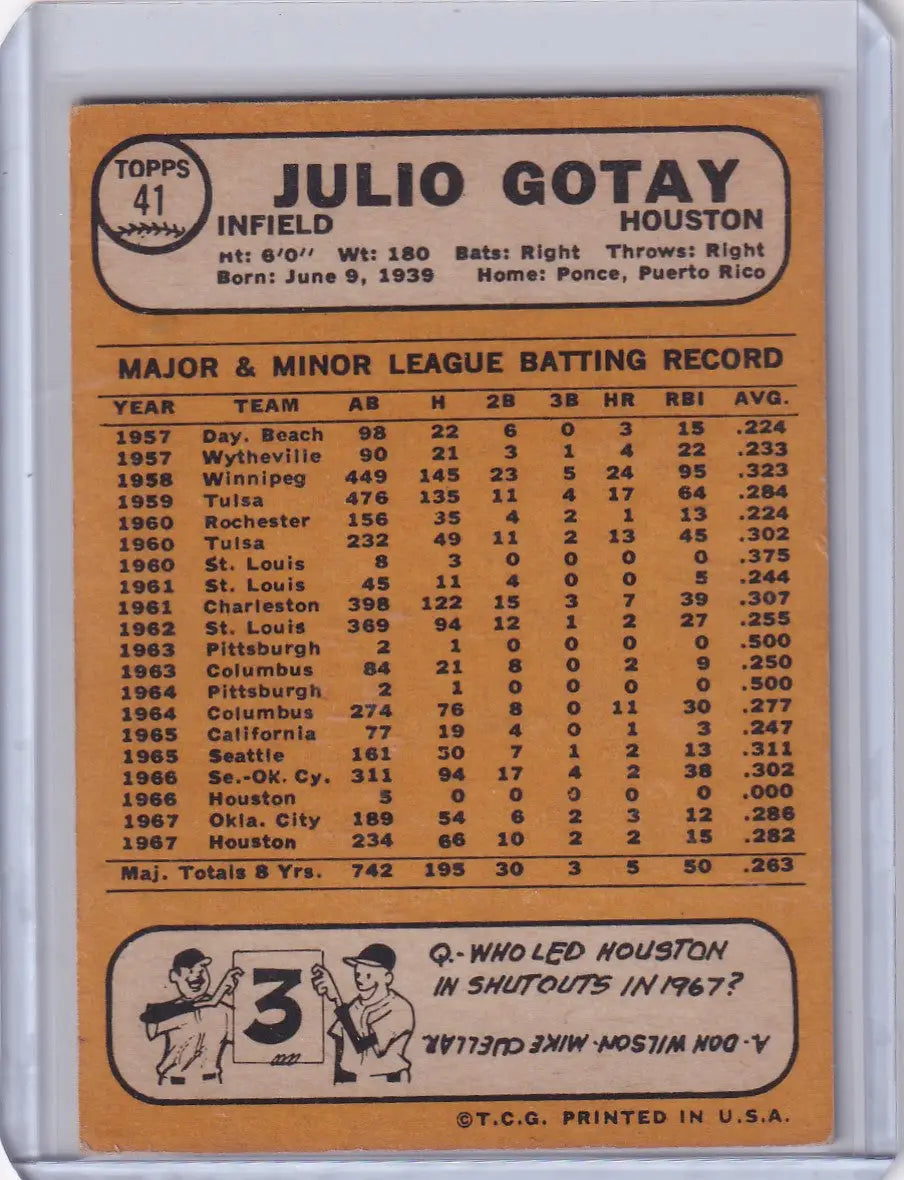 TOPPS
41
JULIO GOTAY
INFIELD HOUSTON
Ht: 6'0" Wt: 180 Bats: Right Throws: Right
Born: June 9, 1939 Home: Ponce, Puerto Rico
MAJOR & MINOR LEAGUE BATTING RECORD
YEAR TEAM AB H 2B 3B HR RBI AVG.
1957 Day. Beach 98 22 6 0 3 15 .224
1957 Wytheville 90 21 3 1 4 22 .233
1958 Winnipeg 449 145 23 5 24 95 .323
1959 Tulsa 476 135 11 4 17 64 .284
1960 Rochester 156 35 4 2 1 13 .224
1960 Tulsa 232 49 11 2 13 45 .302
1960 St. Louis 8 3 0 0 0 0 .375
1961 St. Louis 45 11 4 0 0 5 .244
1961 Charleston 398 122 15 3 7 39 .307
1962 St. Louis 369 94 12 1 2 27 .255
1963 Pittsburgh 2 1 0 0 0 0 .500
1963 Columbus 84 21 8 0 2 9 .250
1964 Pittsburgh 2 1 0 0 0 0 .500
1964 Columbus 274 76 8 0 11 30 .277
1965 California 77 19 4 0 1 3 .247
1965 Seattle 161 50 7 1 2 13 .311
1966 Se.-OK. Cy. 311 94 17 4 2 38 .302
1966 Houston 5 0 0 0 0 0 .000
1967 Okla. City 189 54 6 2 3 12 .286
1967 Houston 234 66 10 2 2 15 .282
Maj. Totals 8 Yrs. 742 195 30 3 5 50 .263
3
Q.-WHO LED HOUSTON
IN SHUTOUTS IN 1967?
A.-DON WILSON-MIKE CUELLAR
©T.C.G. PRINTED IN U.S.A.